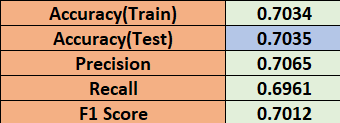 Accuracy(Train) 0.7034
Accuracy(Test) 0.7035
Precision 0.7065
Recall 0.6961
F1 Score 0.7012